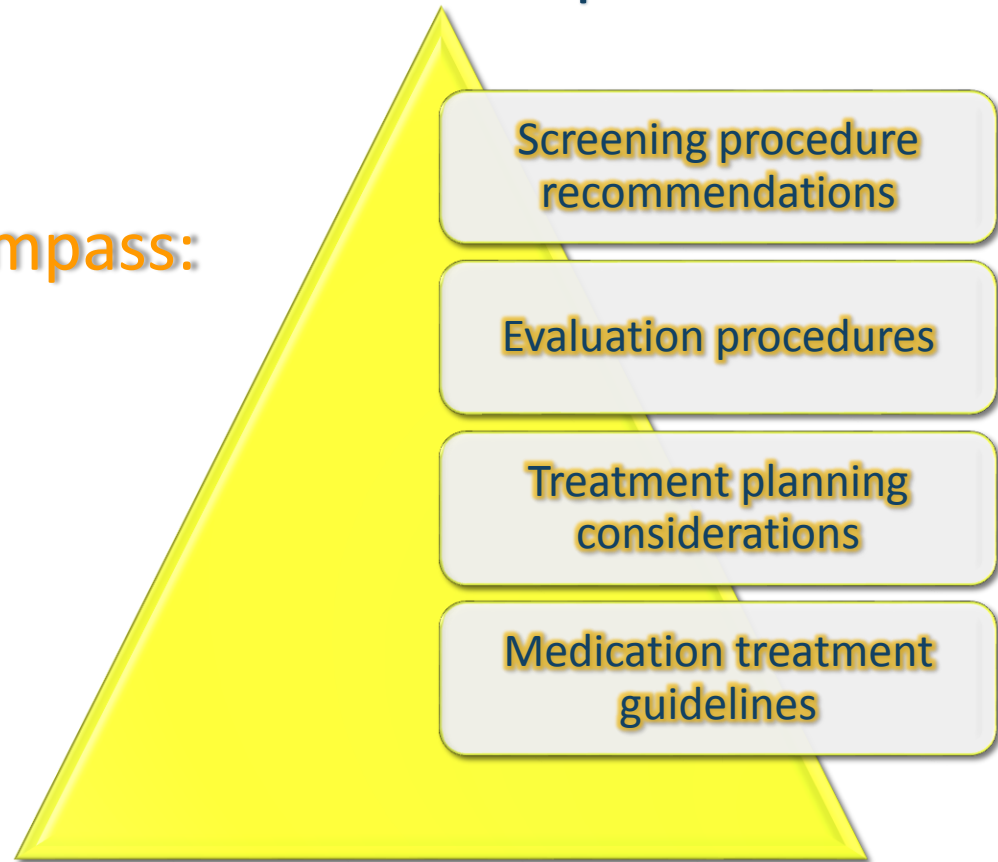 mpass:
Screening procedure
recommendations
Evaluation procedures
Treatment planning
considerations
Medication treatment
guidelines